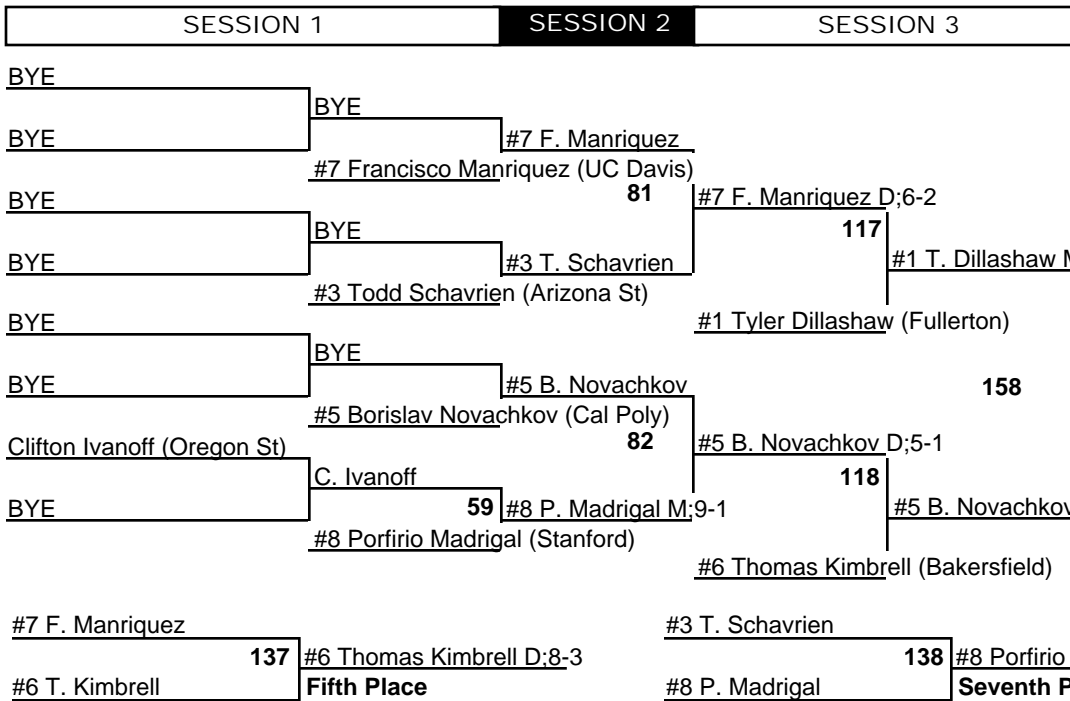 SESSION 1 SESSION 2 SESSION 3
BYE
BYE
BYE #7 F. Manriquez
#7 Francisco Manriquez (UC Davis)
81
BYE #7 F. Manriquez D;6-2
BYE 117
BYE #3 T. Schavrien #1 T. Dillashaw M
#3 Todd Schavrien (Arizona St)
BYE #1 Tyler Dillashaw (Fullerton)
BYE
BYE #5 B. Novachkov 158
#5 Borislav Novachkov (Cal Poly)
Clifton Ivanoff (Oregon St) 82 #5 B. Novachkov D;5-1
C. Ivanoff 118
BYE 59 #8 P. Madrigal M;9-1 #5 B. Novachkov
#8 Porfirio Madrigal (Stanford)
#6 Thomas Kimbrell (Bakersfield)
#7 F. Manriquez #3 T. Schavrien
137 #6 Thomas Kimbrell D;8-3 138 #8 Porfirio
#6 T. Kimbrell Fifth Place #8 P. Madrigal Seventh P